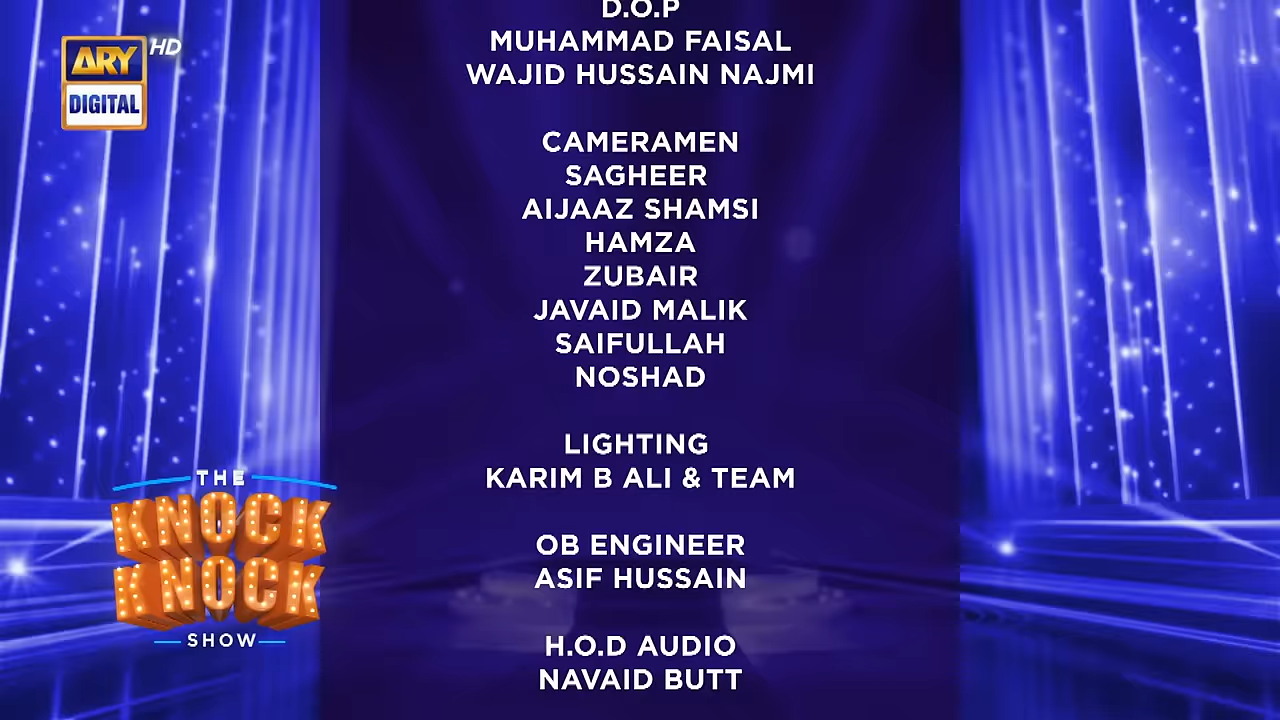 D.O.P
MUHAMMAD FAISAL
WAJID HUSSAIN NAJMI
ARY HD
DIGITAL
CAMERAMEN
SAGHEER
AIJAAZ SHAMSI
HAMZA
ZUBAIR
JAVAID MALIK
SAIFULLAH
NOSHAD
LIGHTING
KARIM B ALI & TEAM
THE
KNOCK
KNOCK
SHOW
OB ENGINEER
ASIF HUSSAIN
H.O.D AUDIO
NAVAID BUTT